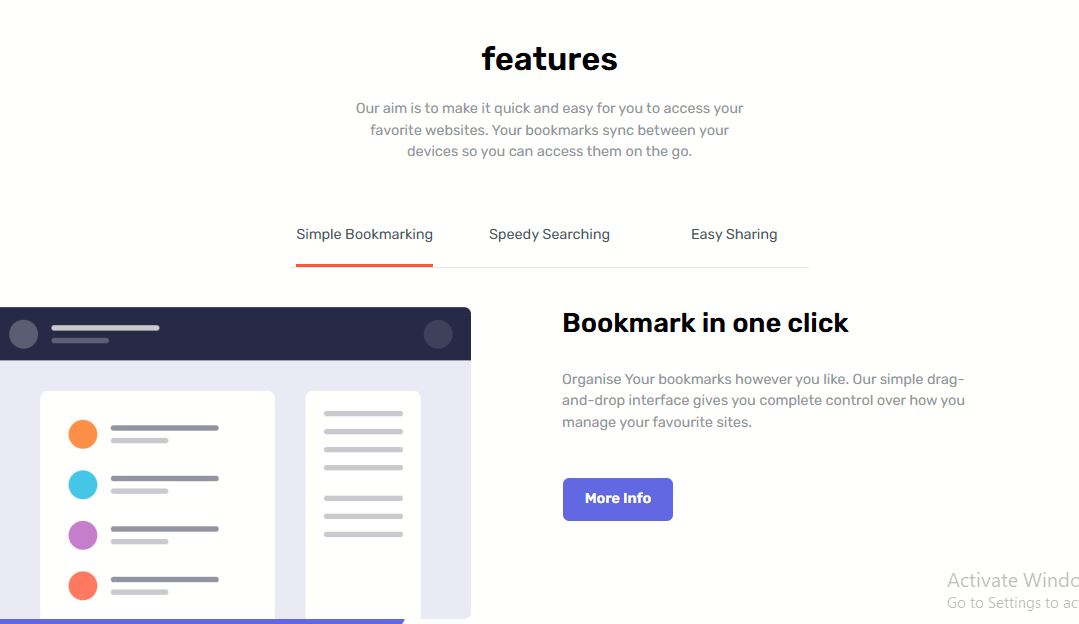 features
Our aim is to make it quick and easy for you to access your
favorite websites. Your bookmarks sync between your
devices so you can access them on the go.
Simple Bookmarking
Speedy Searching
Easy Sharing
Bookmark in one click
Organise Your bookmarks however you like. Our simple drag-
and-drop interface gives you complete control over how you
manage your favourite sites.
More Info
Activate
Go to Settings to